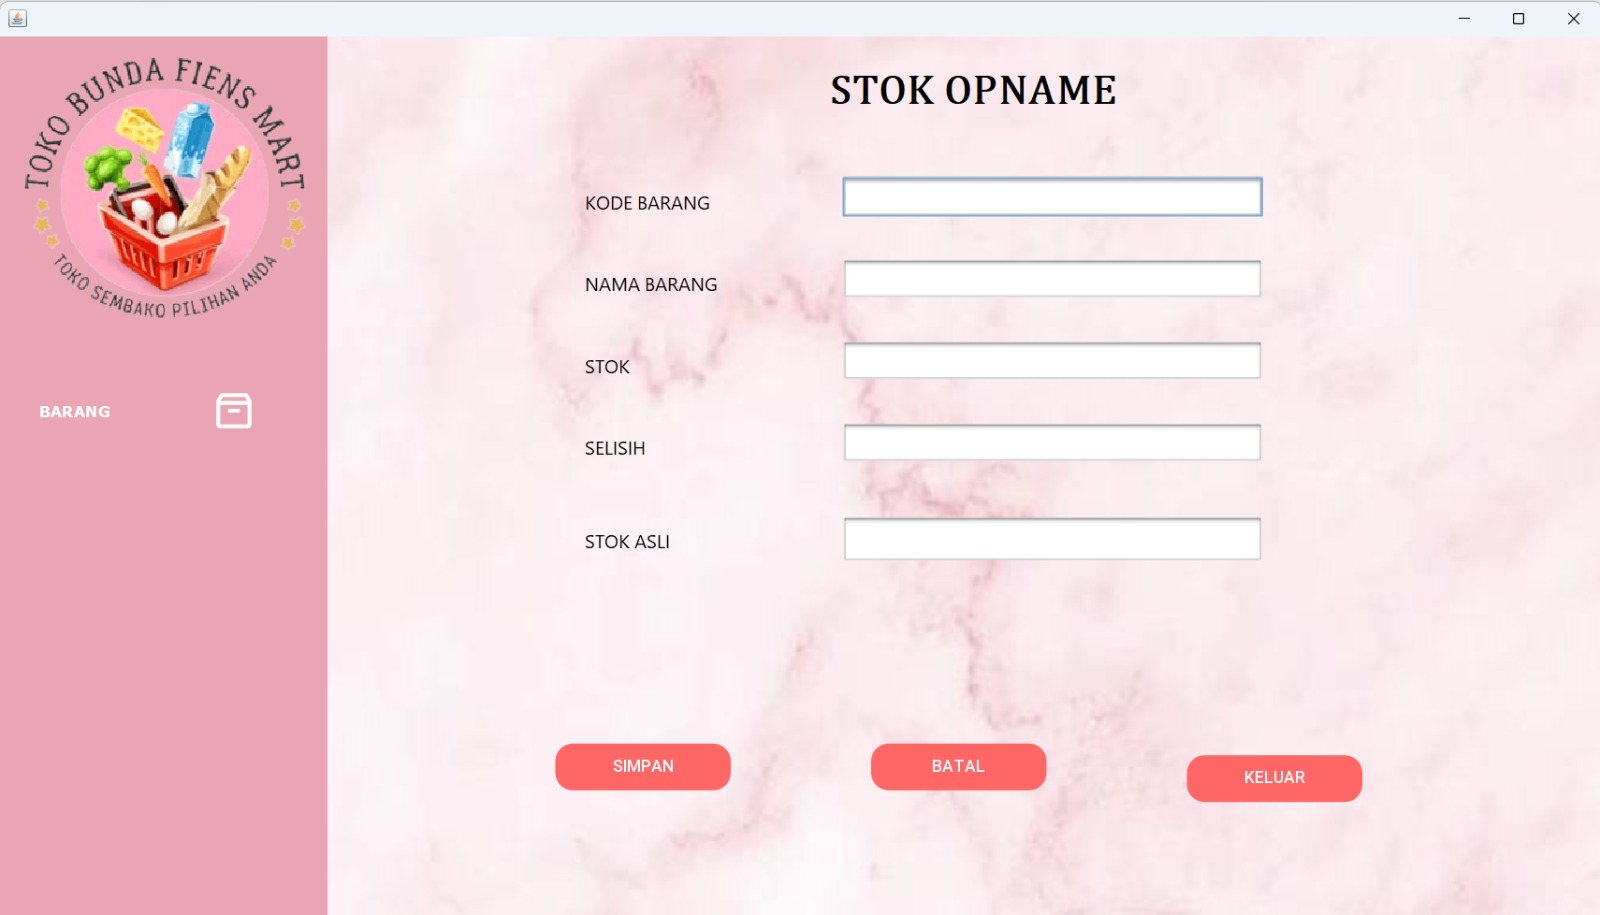 TOKO BUNDA FIENS MART
TOKO SEMBAKO PILIHAN ANDA
BARANG
STOK OPNAME
KODE BARANG
NAMA BARANG
STOK
SELISIH
STOK ASLI
SIMPAN
BATAL
KELUAR